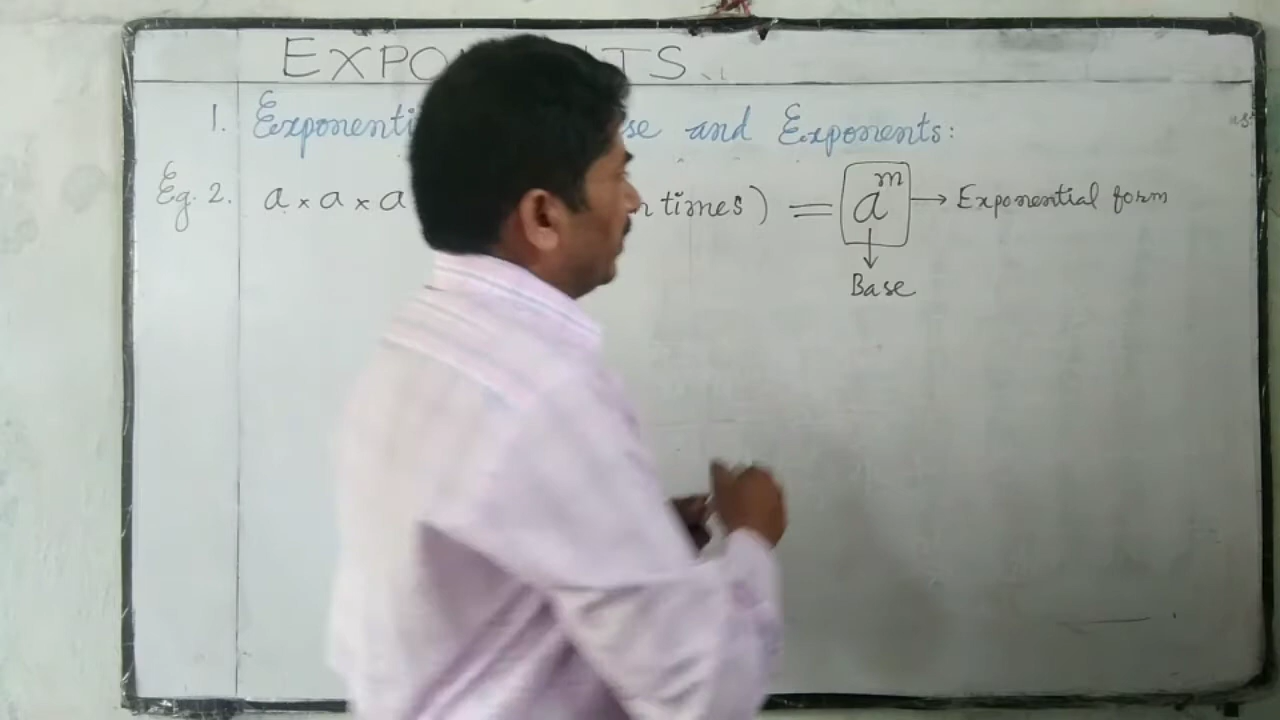 EXPO TS
1. Exponenti se and Exponents:
Eg. 2. a × a × a times) = a^m → Exponential form
Base